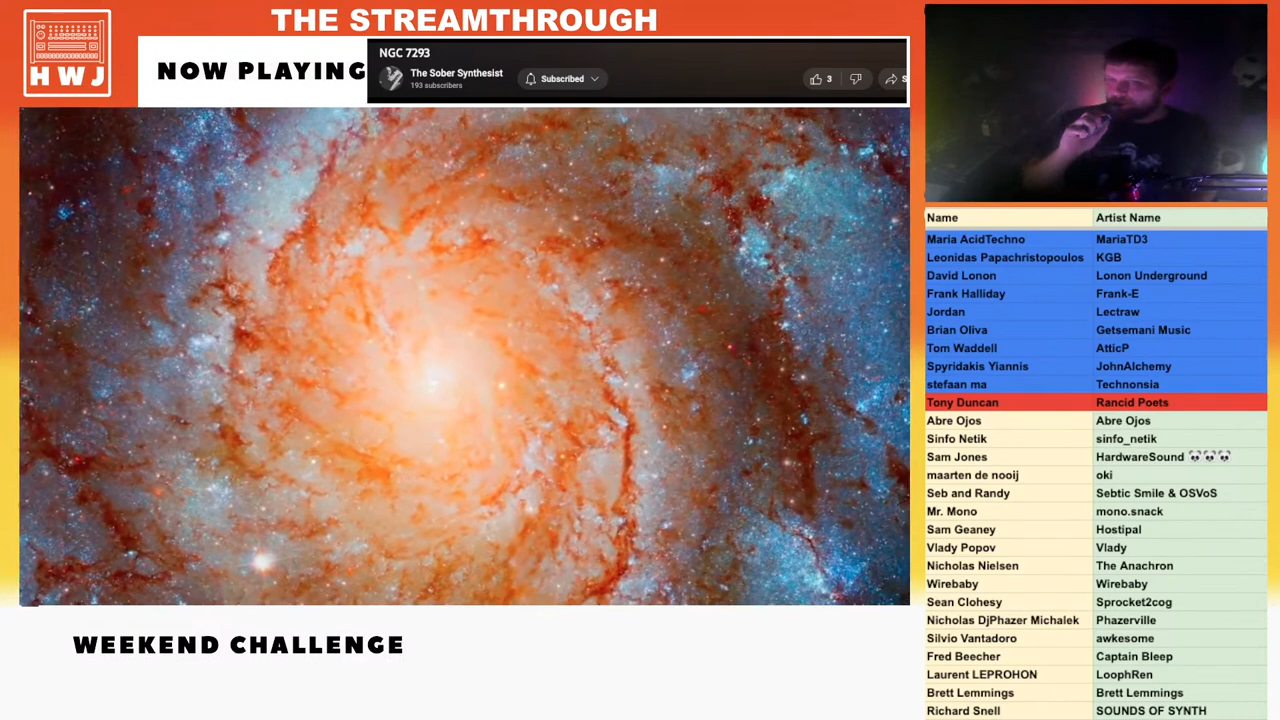 THE STREAMTHROUGH
HWJ
NOW PLAYING
NGC 7293
The Sober Synthesist
193 subscribers
Subscribed
3
S
WEEKEND CHALLENGE
Name Artist Name
Maria AcidTechno MariaTD3
Leonidas Papachristopoulos KGB
David Lonon Lonon Underground
Frank Halliday Frank-E
Jordan Lectraw
Brian Oliva Getsemani Music
Tom Waddell AtticP
Spyridakis Yiannis JohnAlchemy
stefaan ma Technonsia
Tony Duncan Rancid Poets
Abre Ojos Abre Ojos
Sinfo Netik sinfo_netik
Sam Jones HardwareSound 🐼🐼🐼
maarten de nooij oki
Seb and Randy Sebtic Smile & OSVoS
Mr. Mono mono.snack
Sam Geaney Hostipal
Vlady Popov Vlady
Nicholas Nielsen The Anachron
Wirebaby Wirebaby
Sean Clohesy Sprocket2cog
Nicholas DjPhazer Michalek Phazerville
Silvio Vantadoro awkesome
Fred Beecher Captain Bleep
Laurent LEPROHON LoophRen
Brett Lemmings Brett Lemmings
Richard Snell SOUNDS OF SYNTH